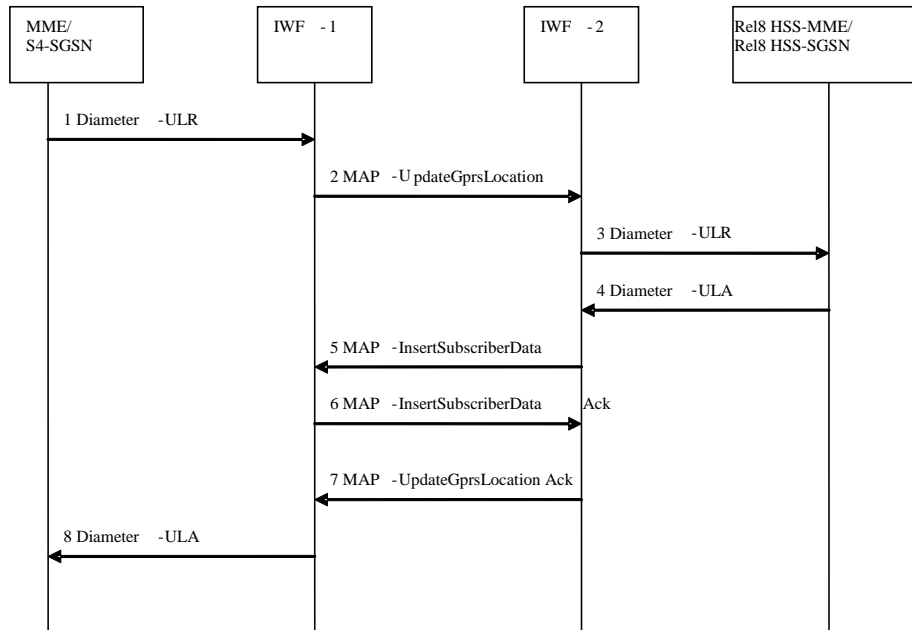 MME/
S4-SGSN
IWF -1
IWF -2
Rel8 HSS-MME/
Rel8 HSS-SGSN
1 Diameter -ULR
2 MAP -UpdateGprsLocation
3 Diameter -ULR
4 Diameter -ULA
5 MAP -InsertSubscriberData
6 MAP -InsertSubscriberData Ack
7 MAP -UpdateGprsLocation Ack
8 Diameter -ULA